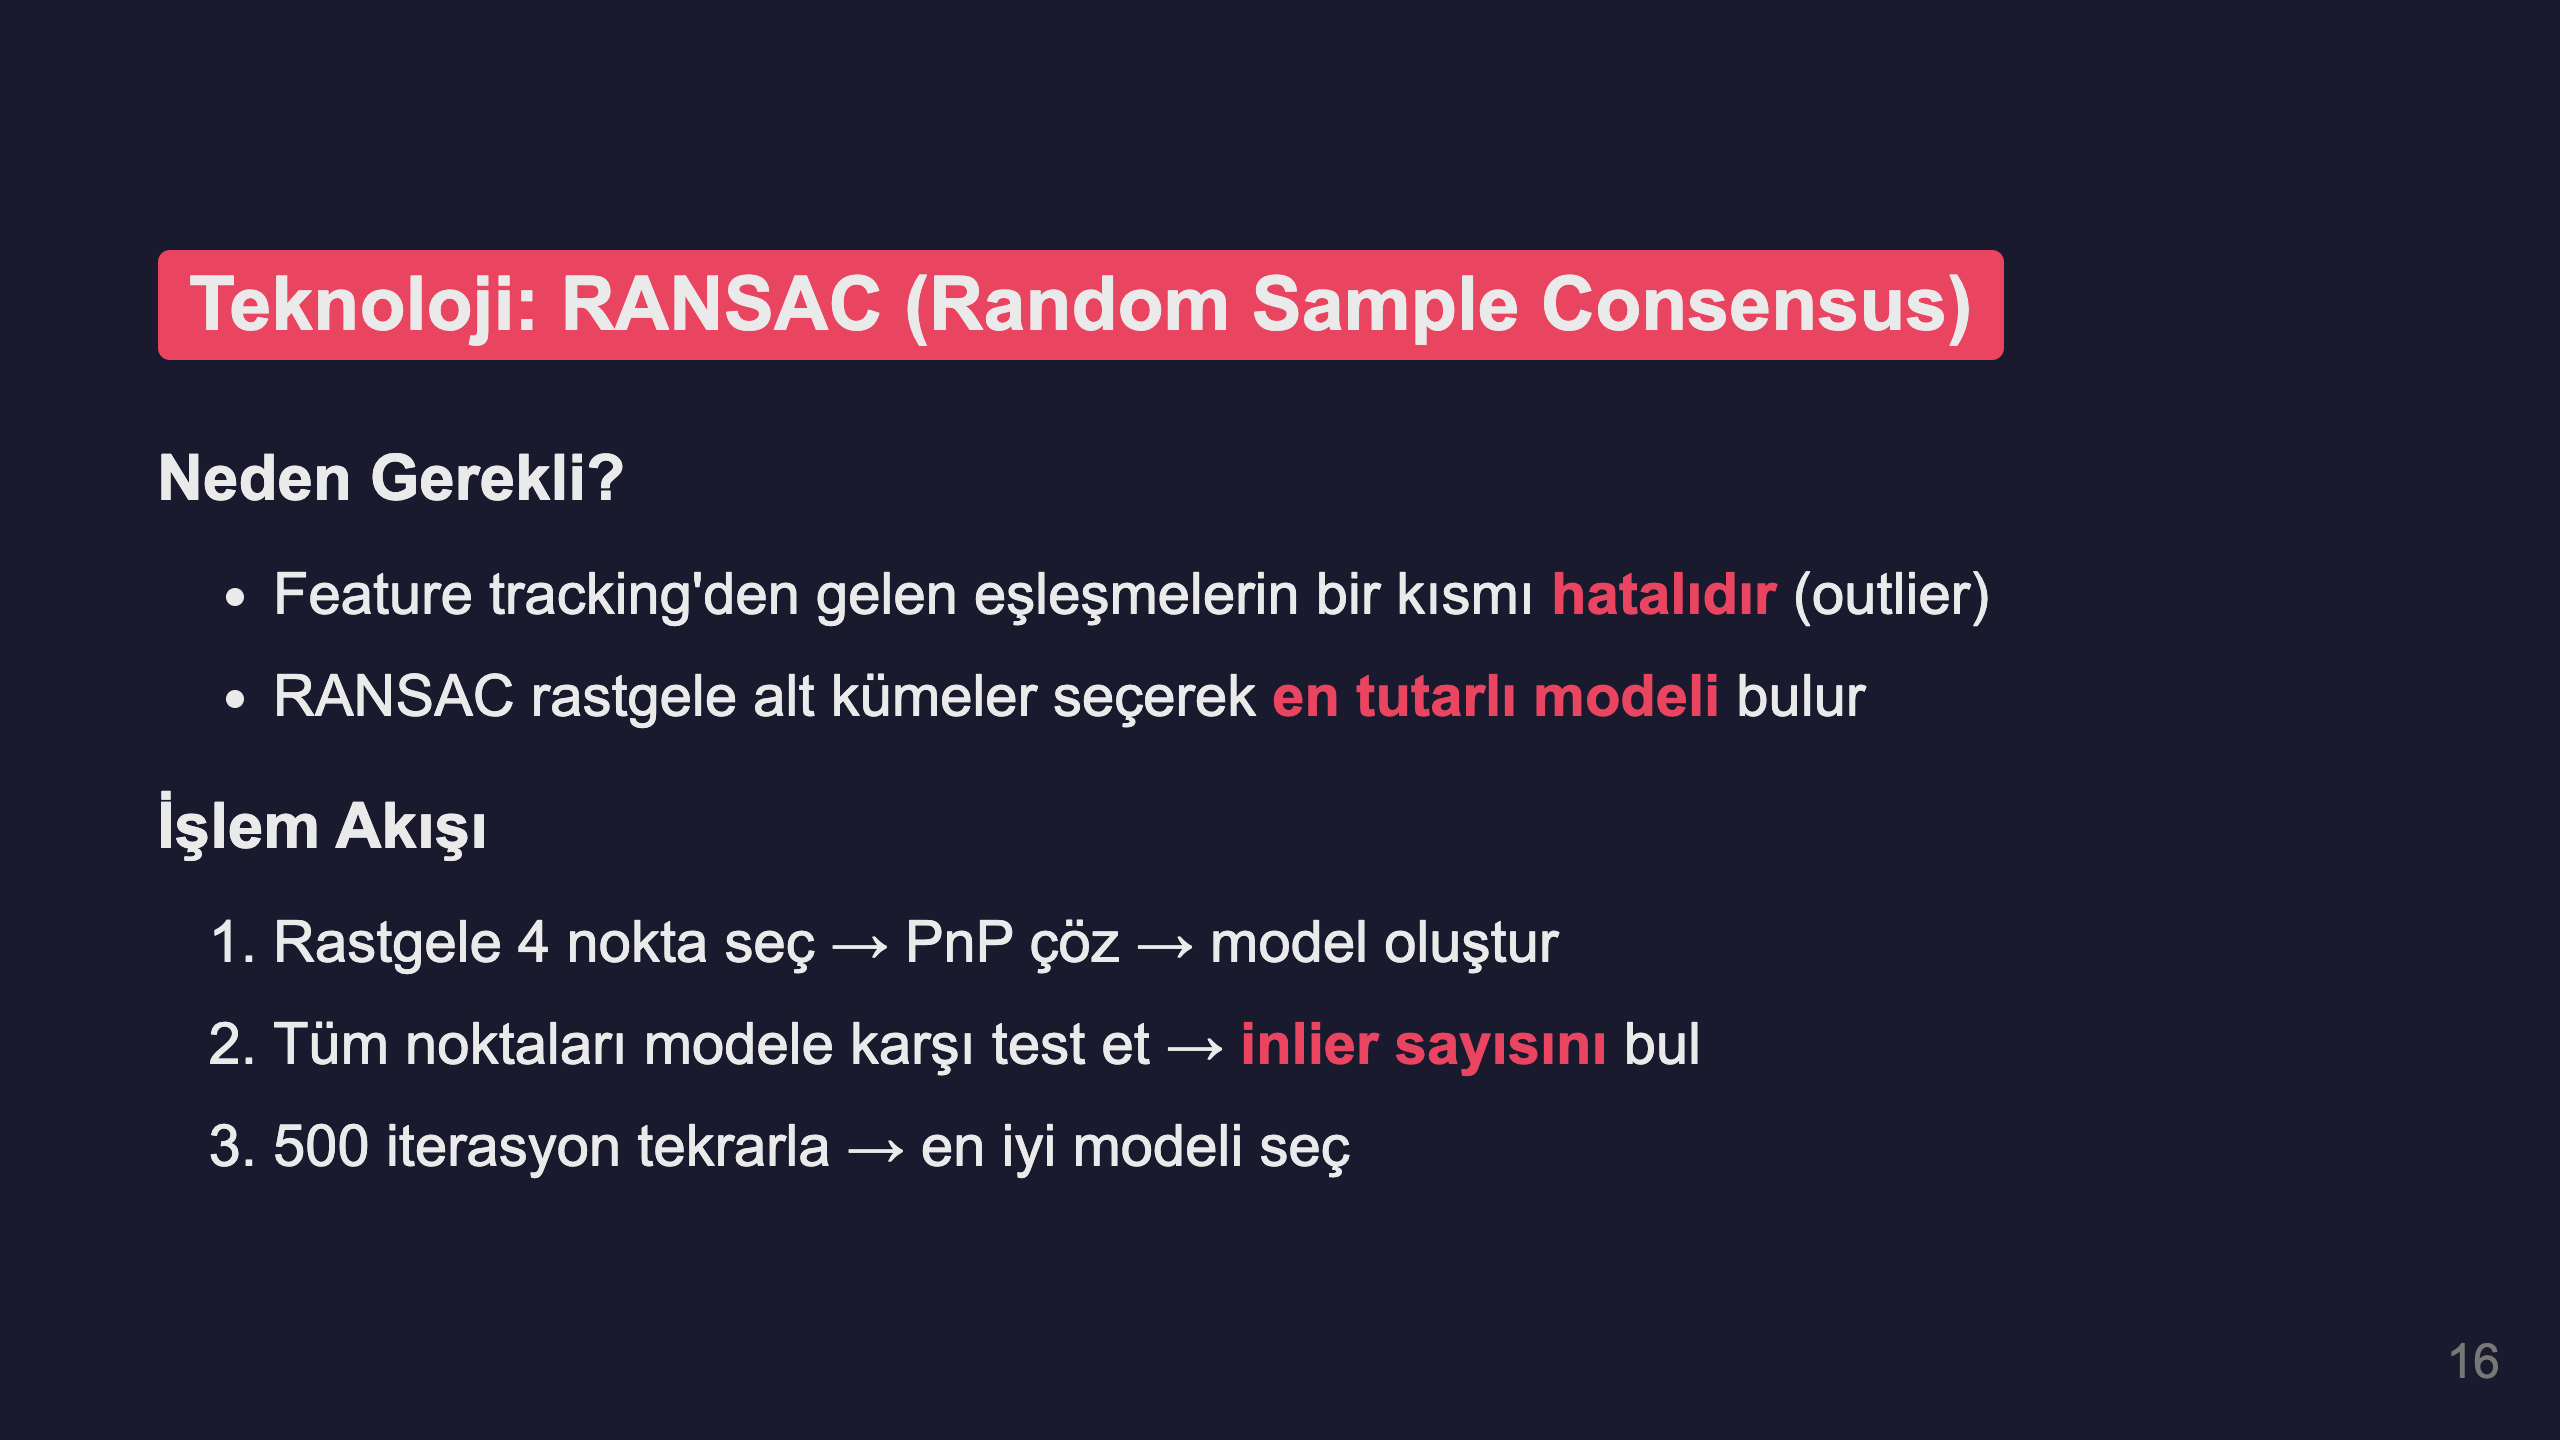 Teknoloji: RANSAC (Random Sample Consensus)
Neden Gerekli?
• Feature tracking'den gelen eşleşmelerin bir kısmı hatalıdır (outlier)
• RANSAC rastgele alt kümeler seçerek en tutarlı modeli bulur
İşlem Akışı
1. Rastgele 4 nokta seç → PnP çöz → model oluştur
2. Tüm noktaları modele karşı test et → inlier sayısını bul
3. 500 iterasyon tekrarla → en iyi modeli seç
16